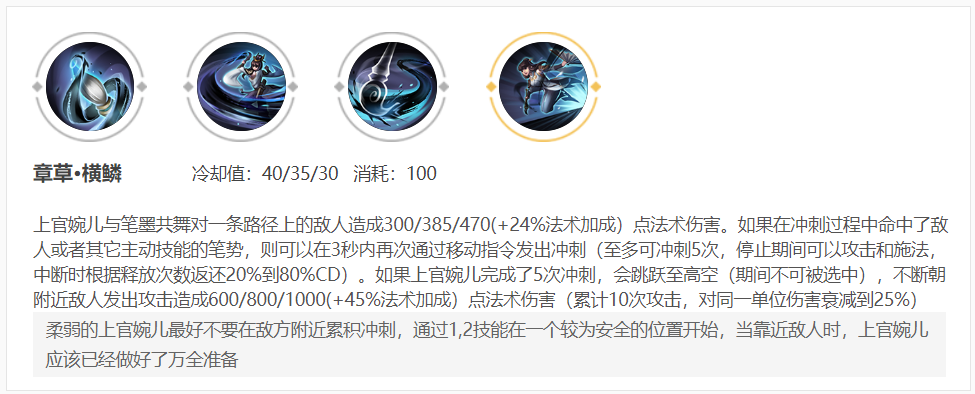 章草•横鳞 冷却值：40/35/30 消耗：100
上官婉儿与笔墨共舞对一条路径上的敌人造成300/385/470(+24%法术加成）点法术伤害。如果在冲刺过程中命中了敌
人或者其它主动技能的笔势，则可以在3秒内再次通过移动指令发出冲刺（至多可冲刺5次，停止期间可以攻击和施法，
中断时根据释放次数返还20%到80%CD）。如果上官婉儿完成了5次冲刺，会跳跃至高空（期间不可被选中），不断朝
附近敌人发出攻击造成600/800/1000(+45%法术加成）点法术伤害（累计10次攻击，对同一单位伤害衰减到25%）
柔弱的上官婉儿最好不要在敌方附近累积冲刺，通过1,2技能在一个较为安全的位置开始，当靠近敌人时，上官婉儿
应该已经做好了万全准备